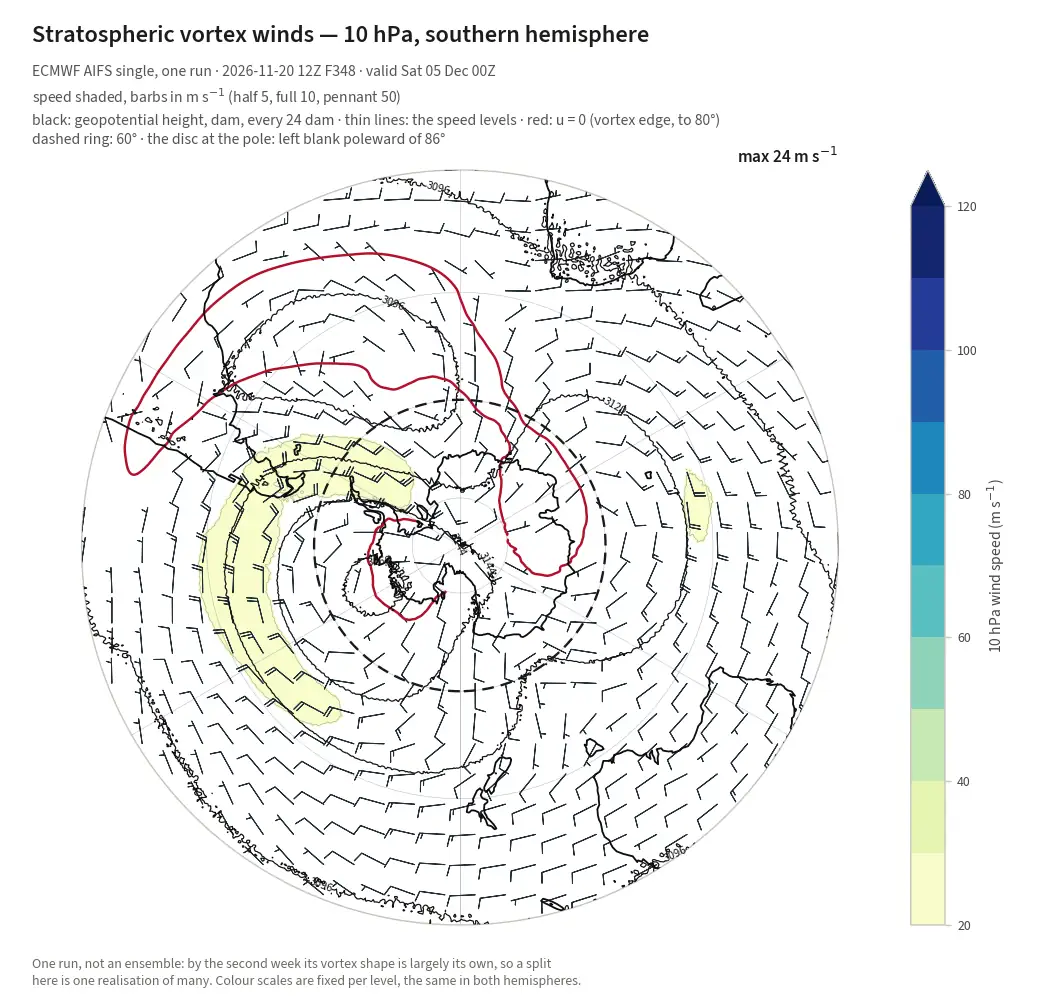 Stratospheric vortex winds — 10 hPa, southern hemisphere
ECMWF AIFS single, one run · 2026-11-20 12Z F348 · valid Sat 05 Dec 00Z
speed shaded, barbs in m s⁻¹ (half 5, full 10, pennant 50)
black: geopotential height, dam, every 24 dam · thin lines: the speed levels · red: u = 0 (vortex edge, to 80°)
dashed ring: 60° · the disc at the pole: left blank poleward of 86°
max 24 m s⁻¹
3096
3096
3096
3096
120
100
80
60
40
20
10 hPa wind speed (m s⁻¹)
One run, not an ensemble: by the second week its vortex shape is largely its own, so a split
here is one realisation of many. Colour scales are fixed per level, the same in both hemispheres.